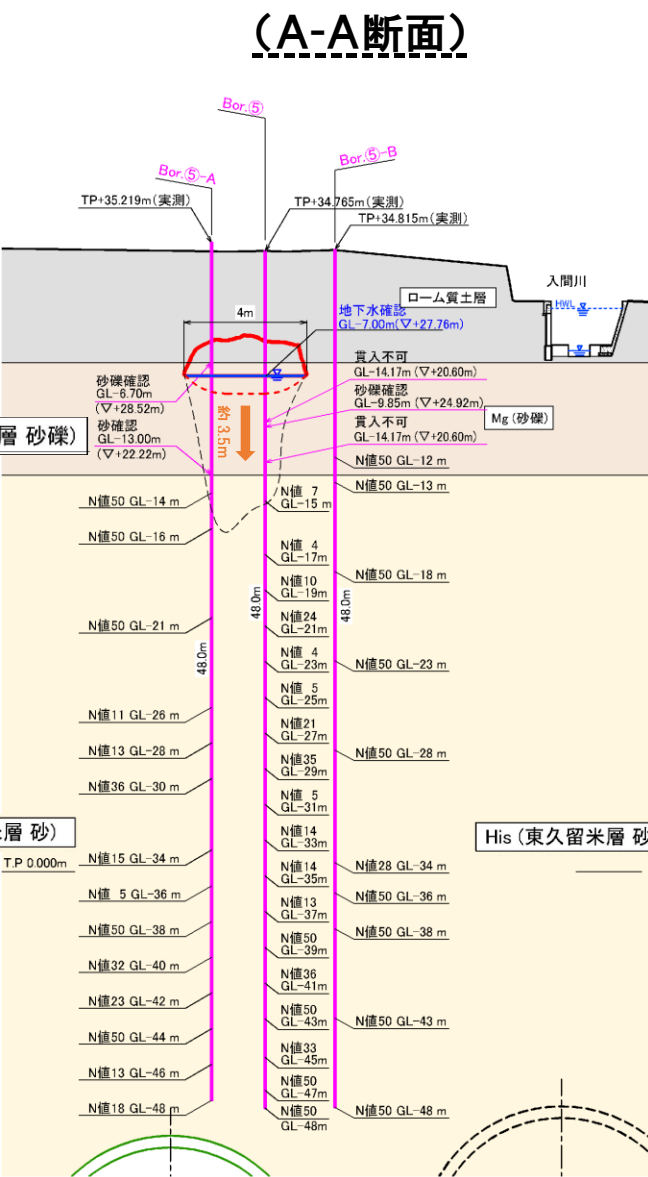 （A-A断面）
Bor.⑤
Bor.⑤-B
Bor.⑤-A
TP+35.219m(実測)
TP+34.765m(実測)
TP+34.815m(実測)
入間川
HWL
ローム質土層
4m
地下水確認
GL-7.00m(▽+27.76m)
貫入不可
GL-14.17m (▽+20.60m)
砂礫確認
GL-9.85m (▽+24.92m)
貫入不可
GL-14.17m (▽+20.60m)
Mg (砂礫)
砂礫確認
GL-6.70m
(▽+28.52m)
砂確認
GL-13.00m
(▽+22.22m)
層 砂礫)
約3.5m
N値50 GL-12 m
N値50 GL-13 m
N値50 GL-18 m
N値50 GL-23 m
N値50 GL-28 m
N値28 GL-34 m
N値50 GL-36 m
N値50 GL-38 m
N値50 GL-43 m
N値50 GL-48 m
N値50 GL-14 m
N値50 GL-16 m
N値50 GL-21 m
N値11 GL-26 m
N値13 GL-28 m
N値36 GL-30 m
N値15 GL-34 m
N値 5 GL-36 m
N値50 GL-38 m
N値32 GL-40 m
N値23 GL-42 m
N値50 GL-44 m
N値13 GL-46 m
N値18 GL-48 m
N値 7
GL-15 m
N値 4
GL-17m
N値10
GL-19m
N値24
GL-21m
N値 4
GL-23m
N値 5
GL-25m
N値21
GL-27m
N値35
GL-29m
N値 5
GL-31m
N値14
GL-33m
N値14
GL-35m
N値13
GL-37m
N値50
GL-39m
N値36
GL-41m
N値50
GL-43m
N値33
GL-45m
N値50
GL-47m
N値50
GL-48m
48.0m
48.0m
48.0m
層 砂)
T.P 0.000m
His (東久留米層 砂